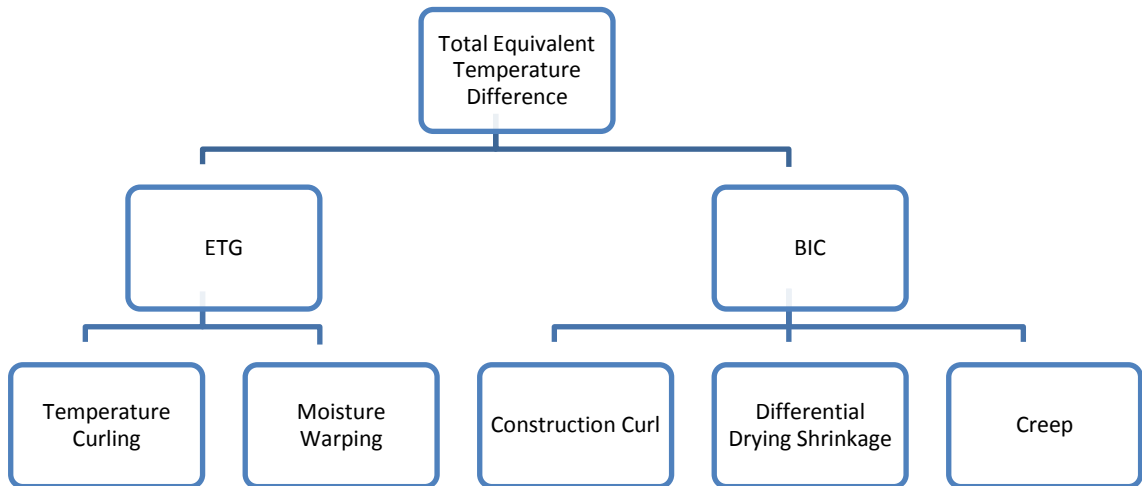 Total Equivalent
Temperature
Difference
ETG
BIC
Temperature
Curling
Moisture
Warping
Construction Curl
Differential
Drying Shrinkage
Creep